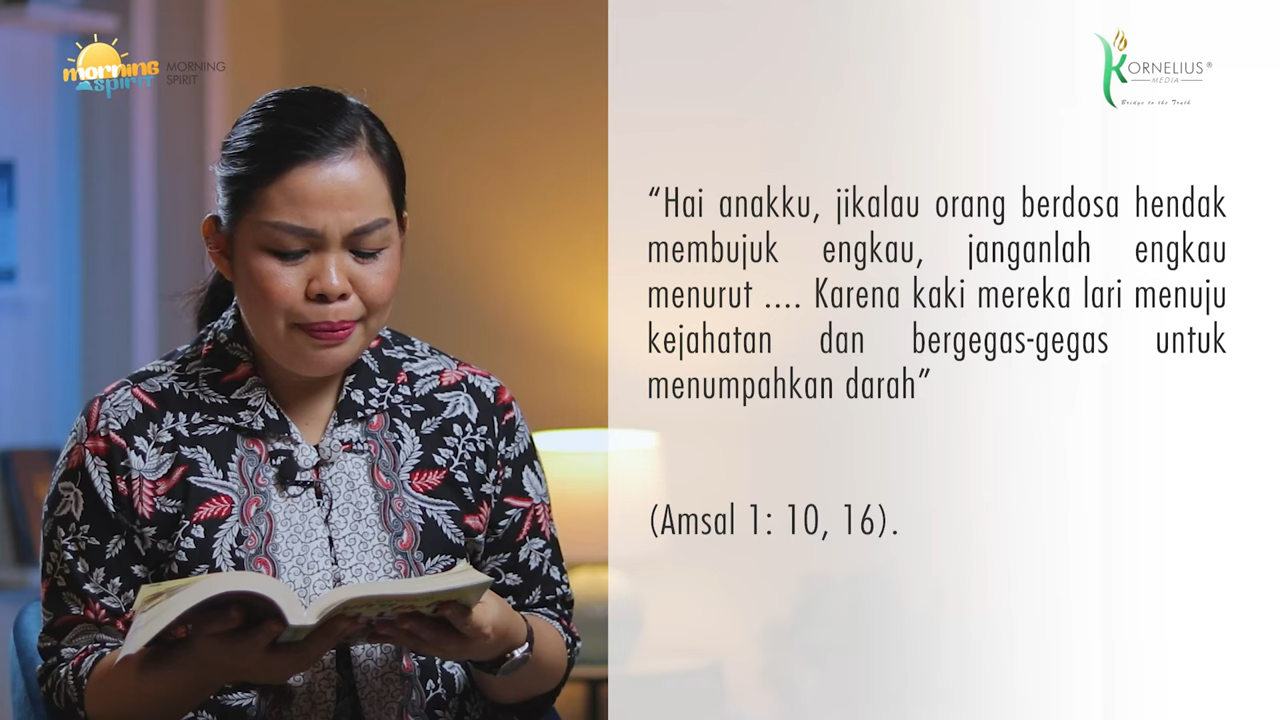 morning
spirit
MORNING
SPIRIT
KORNELIUS®
MEDIA
Bridge to the Truth
“Hai anakku, jikalau orang berdosa hendak
membujuk engkau, janganlah engkau
menurut .... Karena kaki mereka lari menuju
kejahatan dan bergegas-gegas untuk
menumpahkan darah”
(Amsal 1: 10, 16).